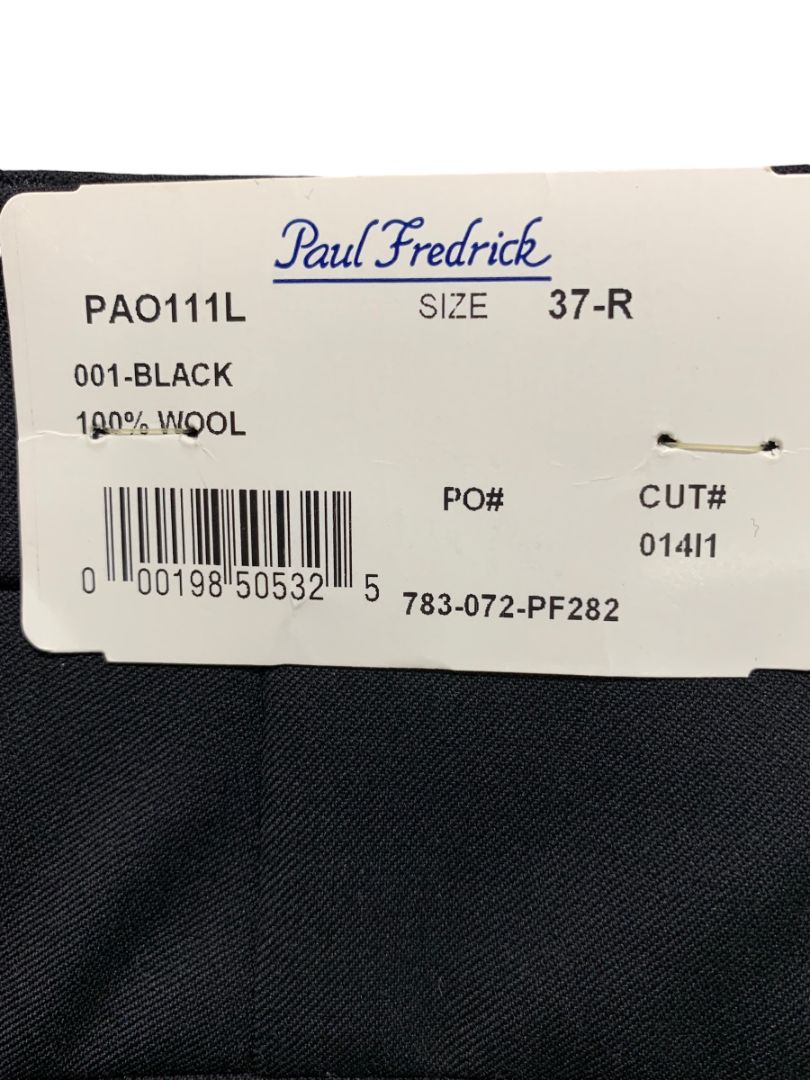 Paul Fredrick
PAO111L SIZE 37-R
001-BLACK
100% WOOL
PO# CUT#
014I1
0 00198 50532 5
783-072-PF282